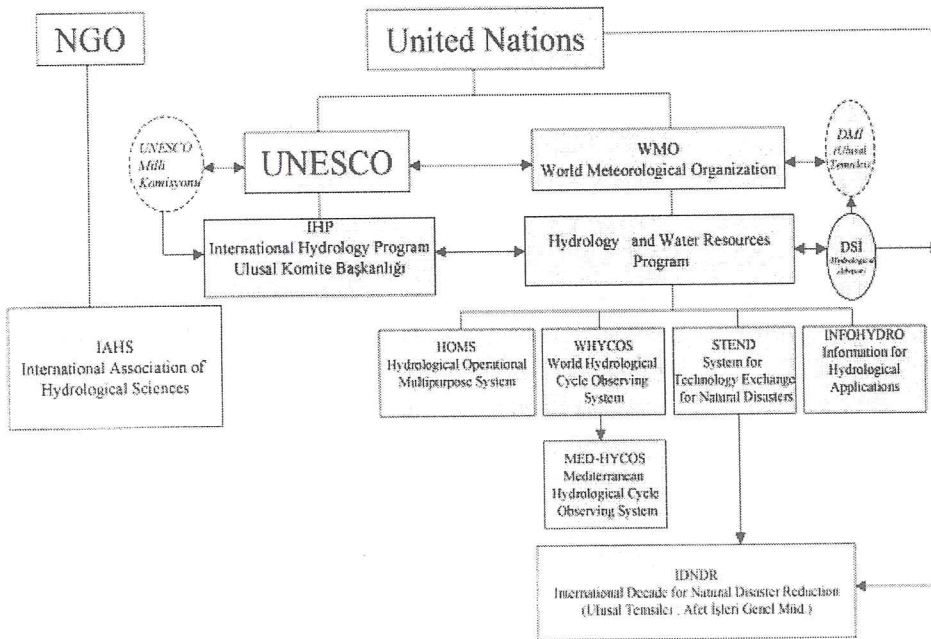 NGO
United Nations
UNESCO
Milli
Komisyonu
UNESCO
WMO
World Meteorological Organization
DMİ
(Ulusal
Temsilci)
IHP
International Hydrology Program
Ulusal Komite Başkanlığı
Hydrology and Water Resources
Program
DSİ
(Hydrological
IAHS
International Association of
Hydrological Sciences
HOMS
Hydrological Operational
Multipurpose System
WHYCOS
World Hydrological
Cycle Observing
System
STEND
System for
Technology Exchange
for Natural Disasters
INFOHYDRO
Information for
Hydrological
Applications
MED-HYCOS
Mediterranean
Hydrological Cycle
Observing System
IDNDR
International Decade for Natural Disaster Reduction
(Ulusal Temsilci , Afet İşleri Genel Müd.)